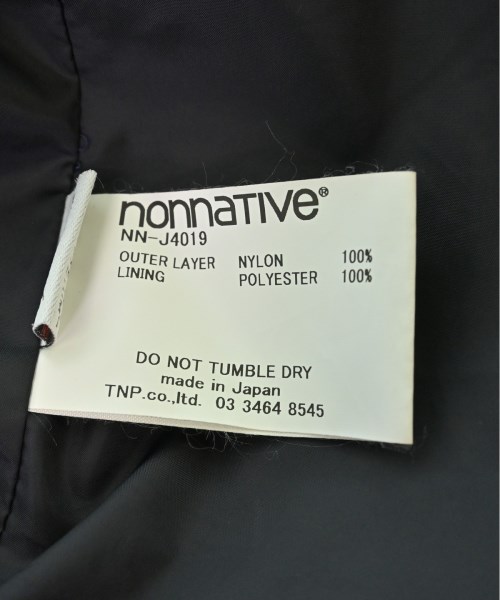 nonnative®
NN-J4019
OUTER LAYER NYLON 100%
LINING POLYESTER 100%
DO NOT TUMBLE DRY
made in Japan
TNP.co.,ltd. 03 3464 8545